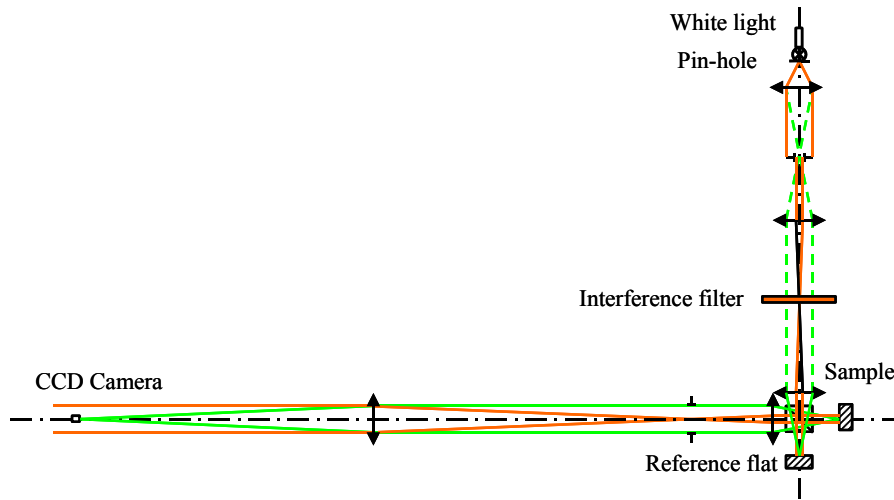 White light
Pin-hole
Interference filter
Sample
CCD Camera
Reference flat